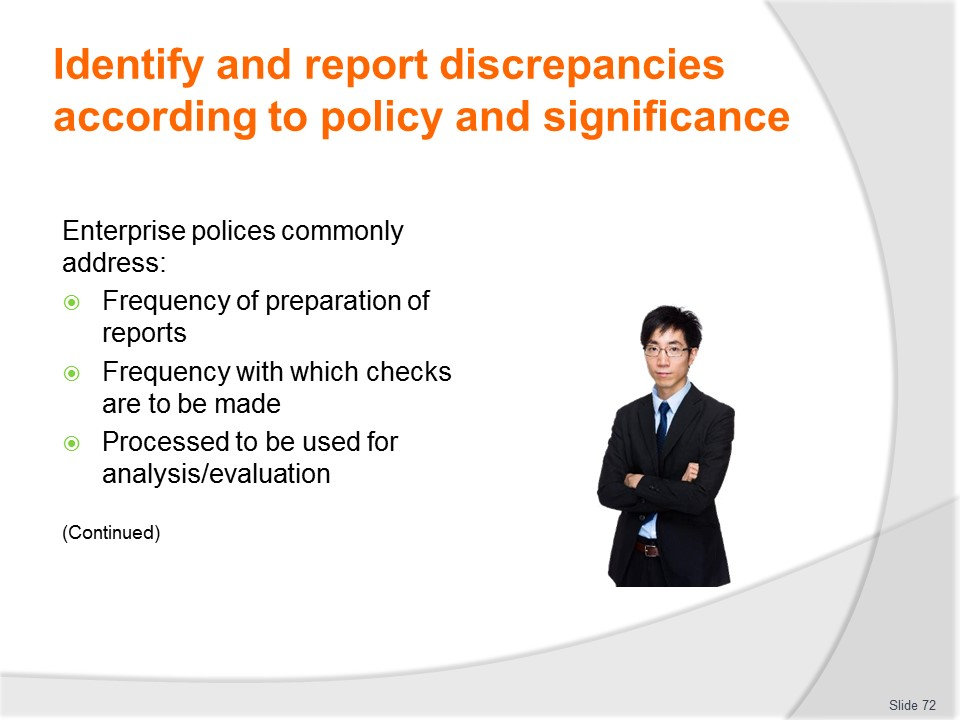 Identify and report discrepancies
according to policy and significance
Enterprise polices commonly
address:
Frequency of preparation of
reports
Frequency with which checks
are to be made
Processed to be used for
analysis/evaluation
(Continued)
Slide 72